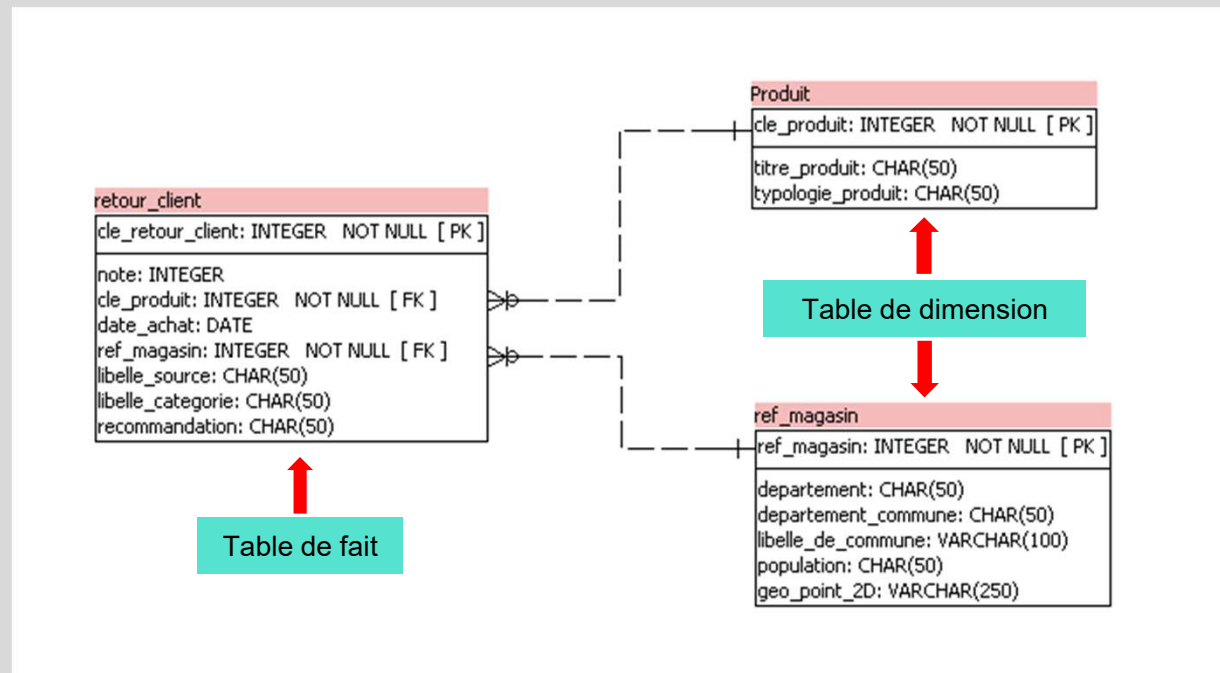 retour_client
cle_retour_client: INTEGER NOT NULL [ PK ]
note: INTEGER
cle_produit: INTEGER NOT NULL [ FK ]
date_achat: DATE
ref_magasin: INTEGER NOT NULL [ FK ]
libelle_source: CHAR(50)
libelle_categorie: CHAR(50)
recommandation: CHAR(50)
Table de fait
Produit
cle_produit: INTEGER NOT NULL [ PK ]
titre_produit: CHAR(50)
typologie_produit: CHAR(50)
Table de dimension
ref_magasin
ref_magasin: INTEGER NOT NULL [ PK ]
departement: CHAR(50)
departement_commune: CHAR(50)
libelle_de_commune: VARCHAR(100)
population: CHAR(50)
geo_point_2D: VARCHAR(250)